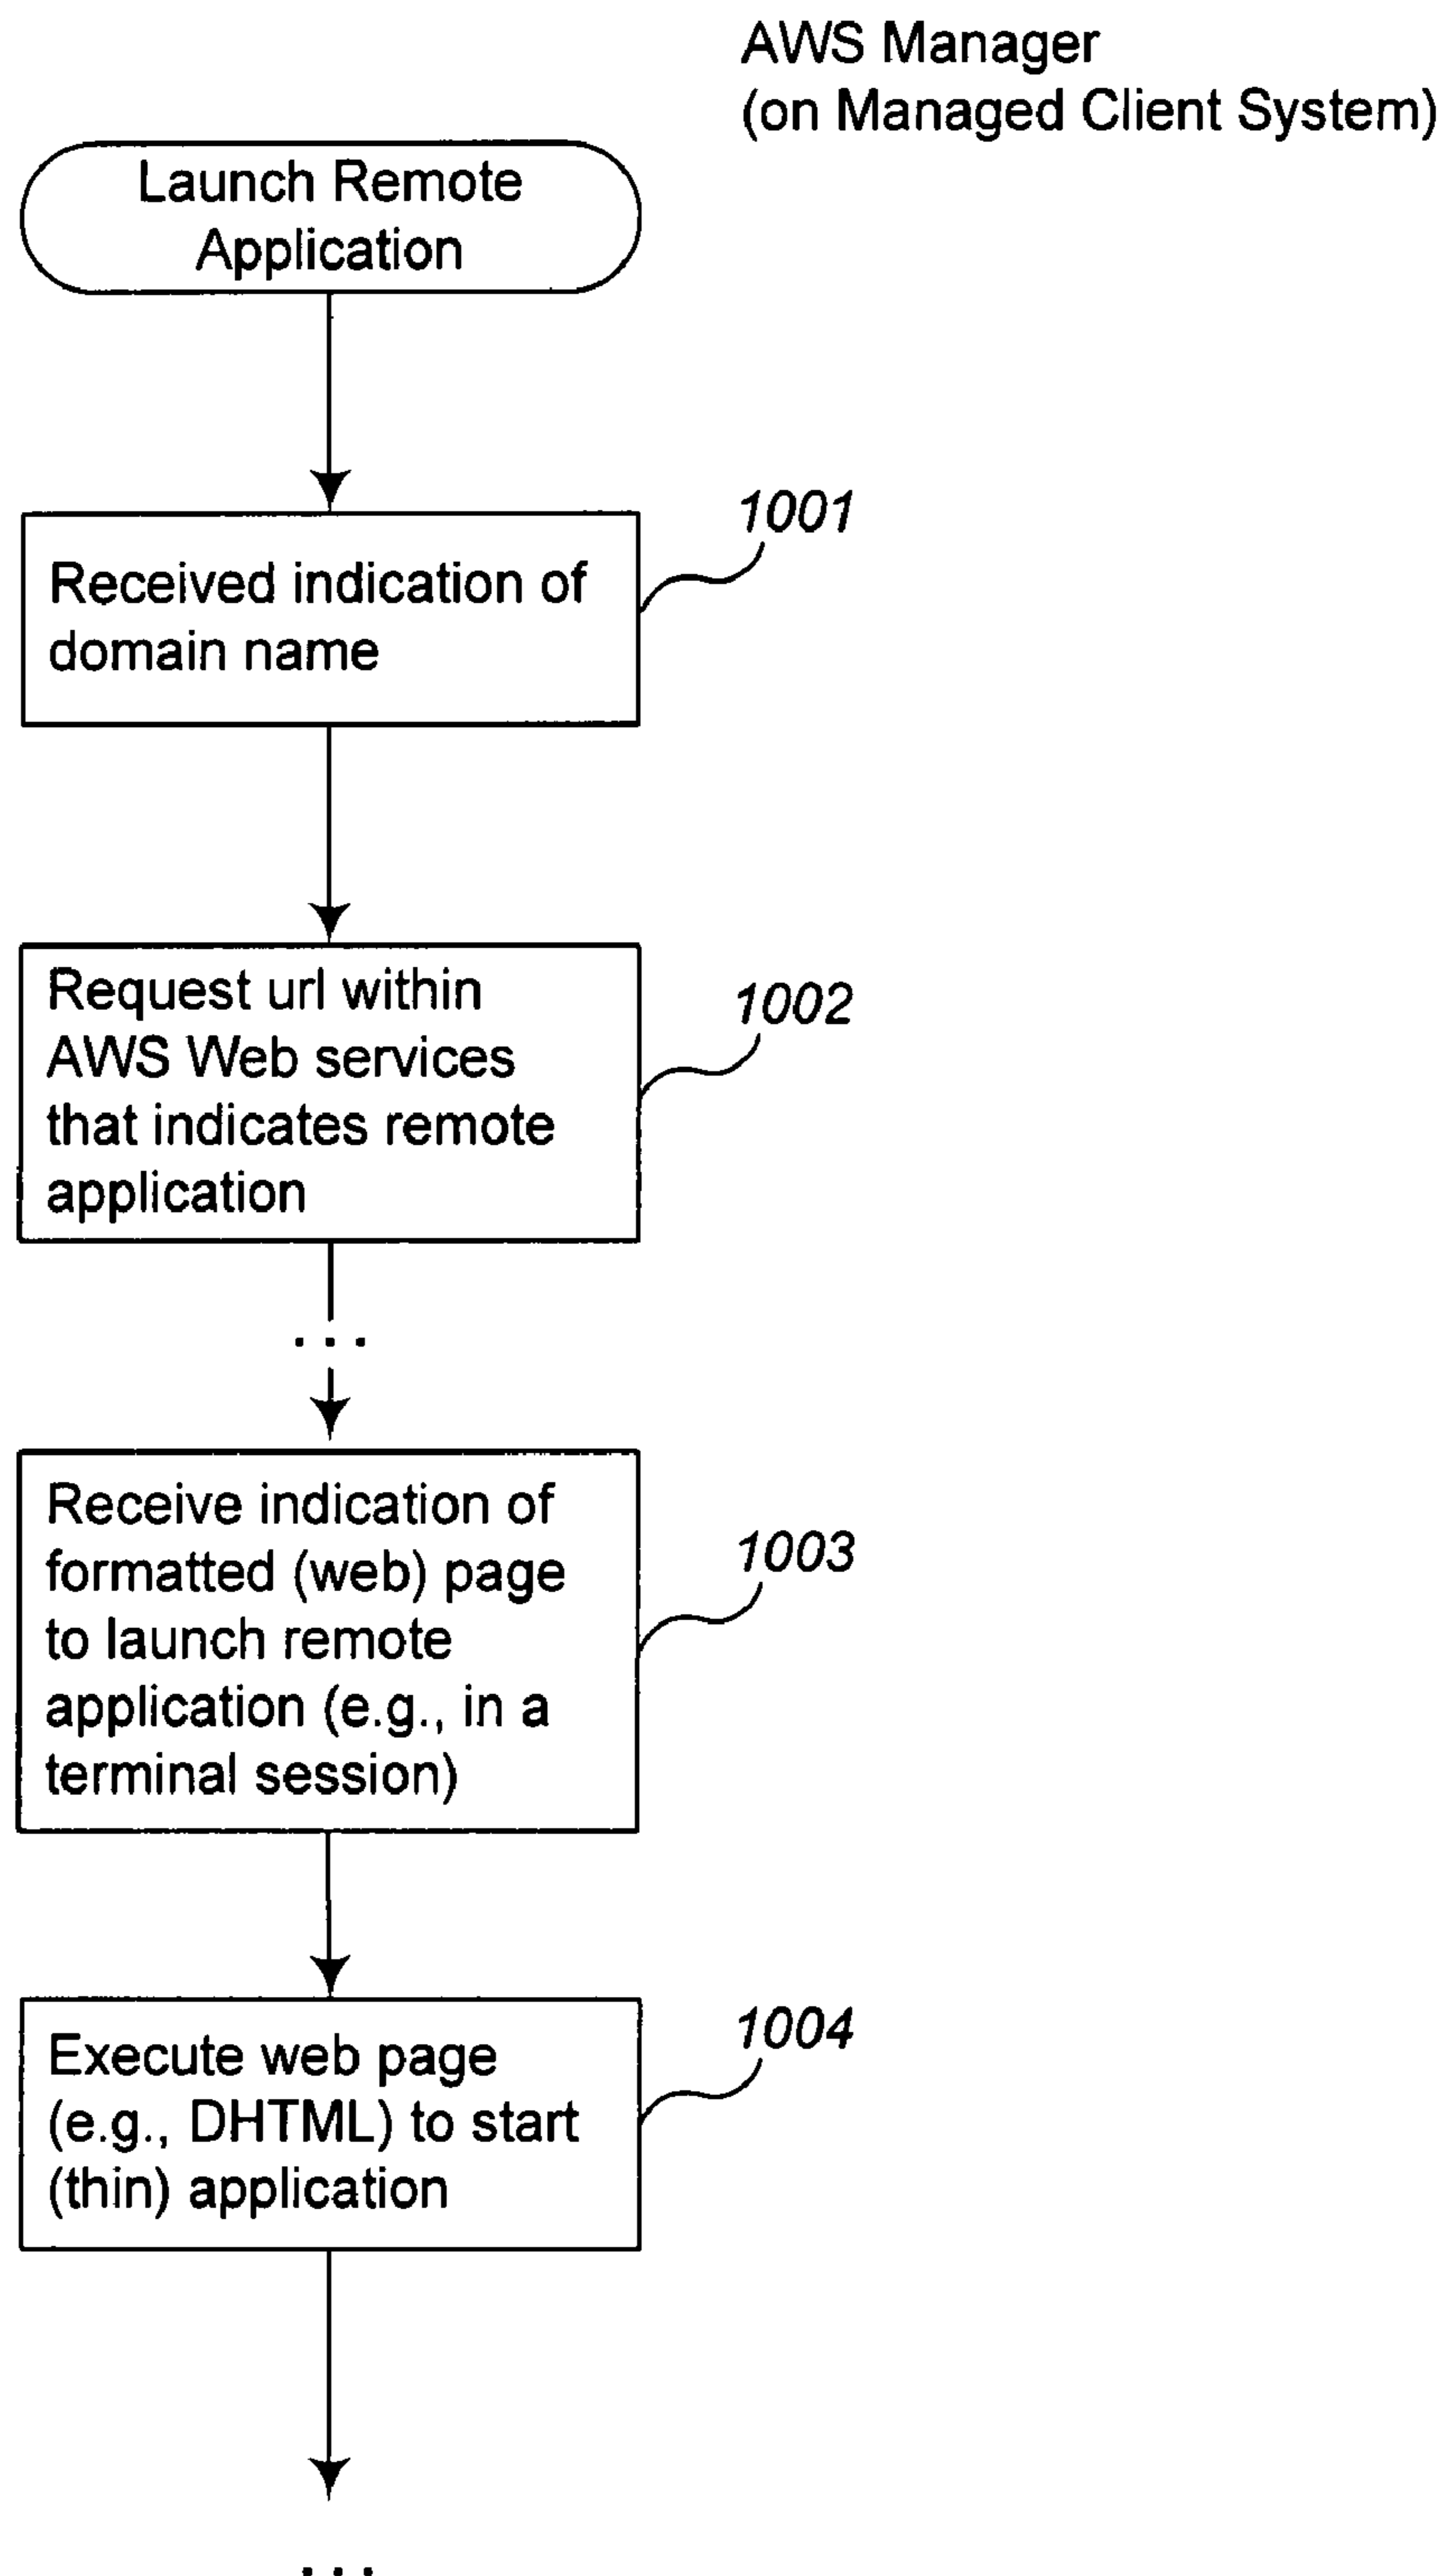 AWS Manager
(on Managed Client System)
Launch Remote
Application
1001
Received indication of
domain name
1002
Request url within
AWS Web services
that indicates remote
application
...
1003
Receive indication of
formatted (web) page
to launch remote
application (e.g., in a
terminal session)
1004
Execute web page
(e.g., DHTML) to start
(thin) application
...